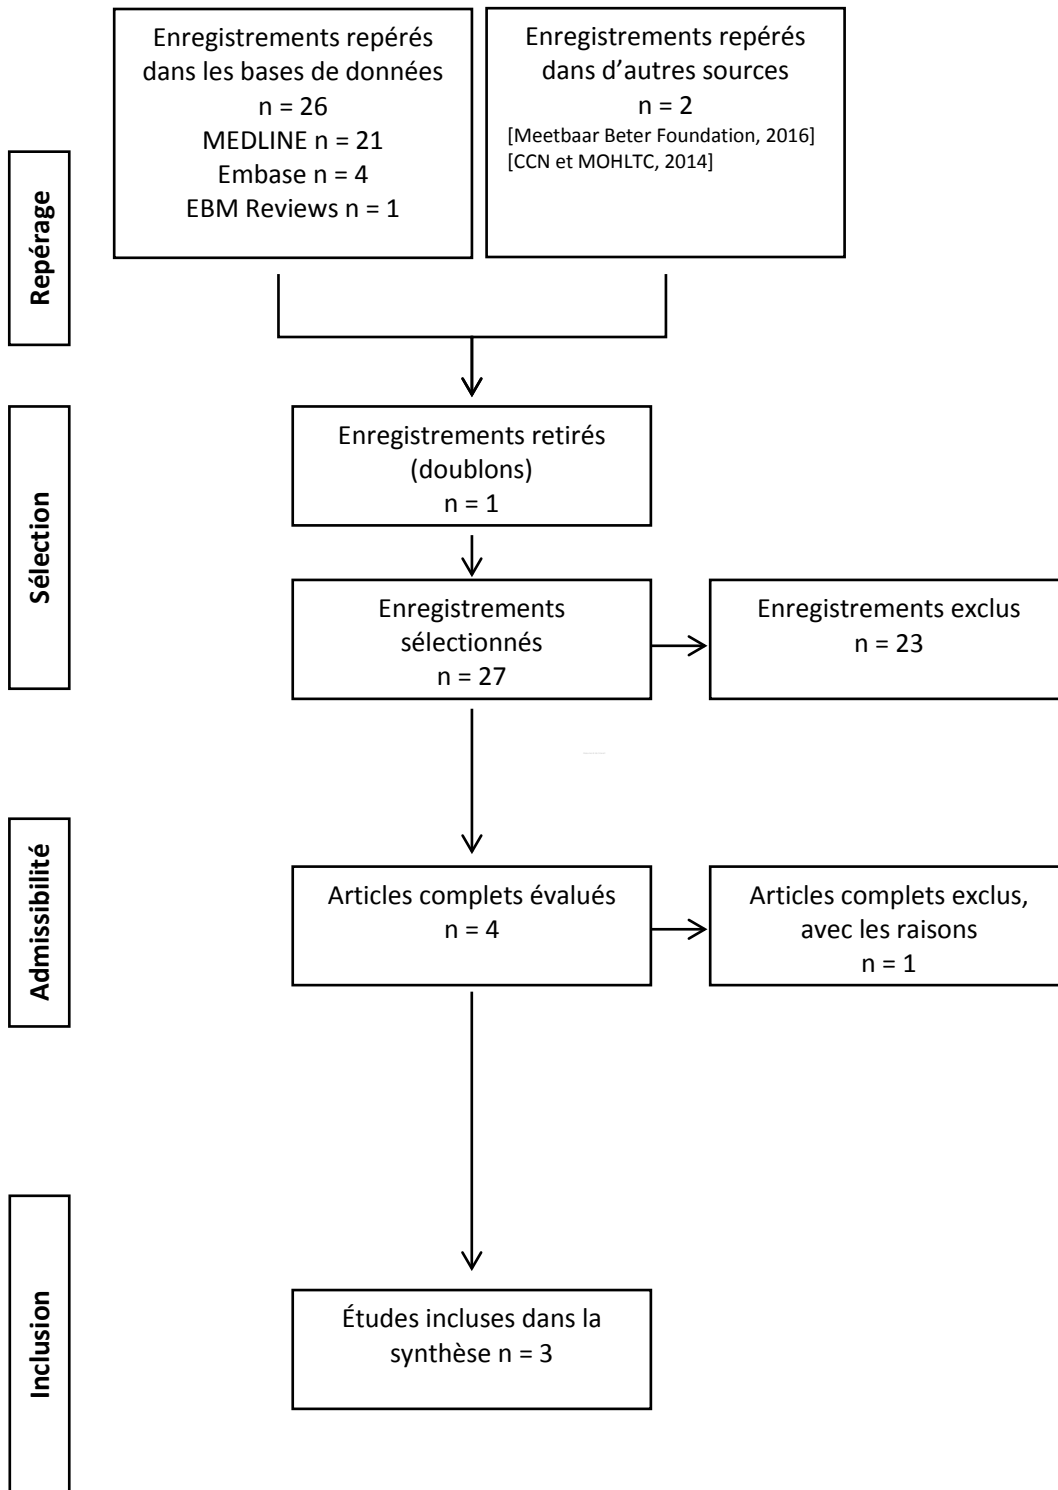 Enregistrements repérés
dans les bases de données
n = 26
MEDLINE n = 21
Embase n = 4
EBM Reviews n = 1
Enregistrements repérés
dans d'autres sources
n = 2
[Meetbaar Beter Foundation, 2016]
[CCN et MOHLTC, 2014]
Repérage
Enregistrements retirés
(doublons)
n = 1
Sélection
Enregistrements
sélectionnés
n = 27
Enregistrements exclus
n = 23
Admissibilité
Articles complets évalués
n = 4
Articles complets exclus,
avec les raisons
n = 1
Inclusion
Études incluses dans la
synthèse n = 3